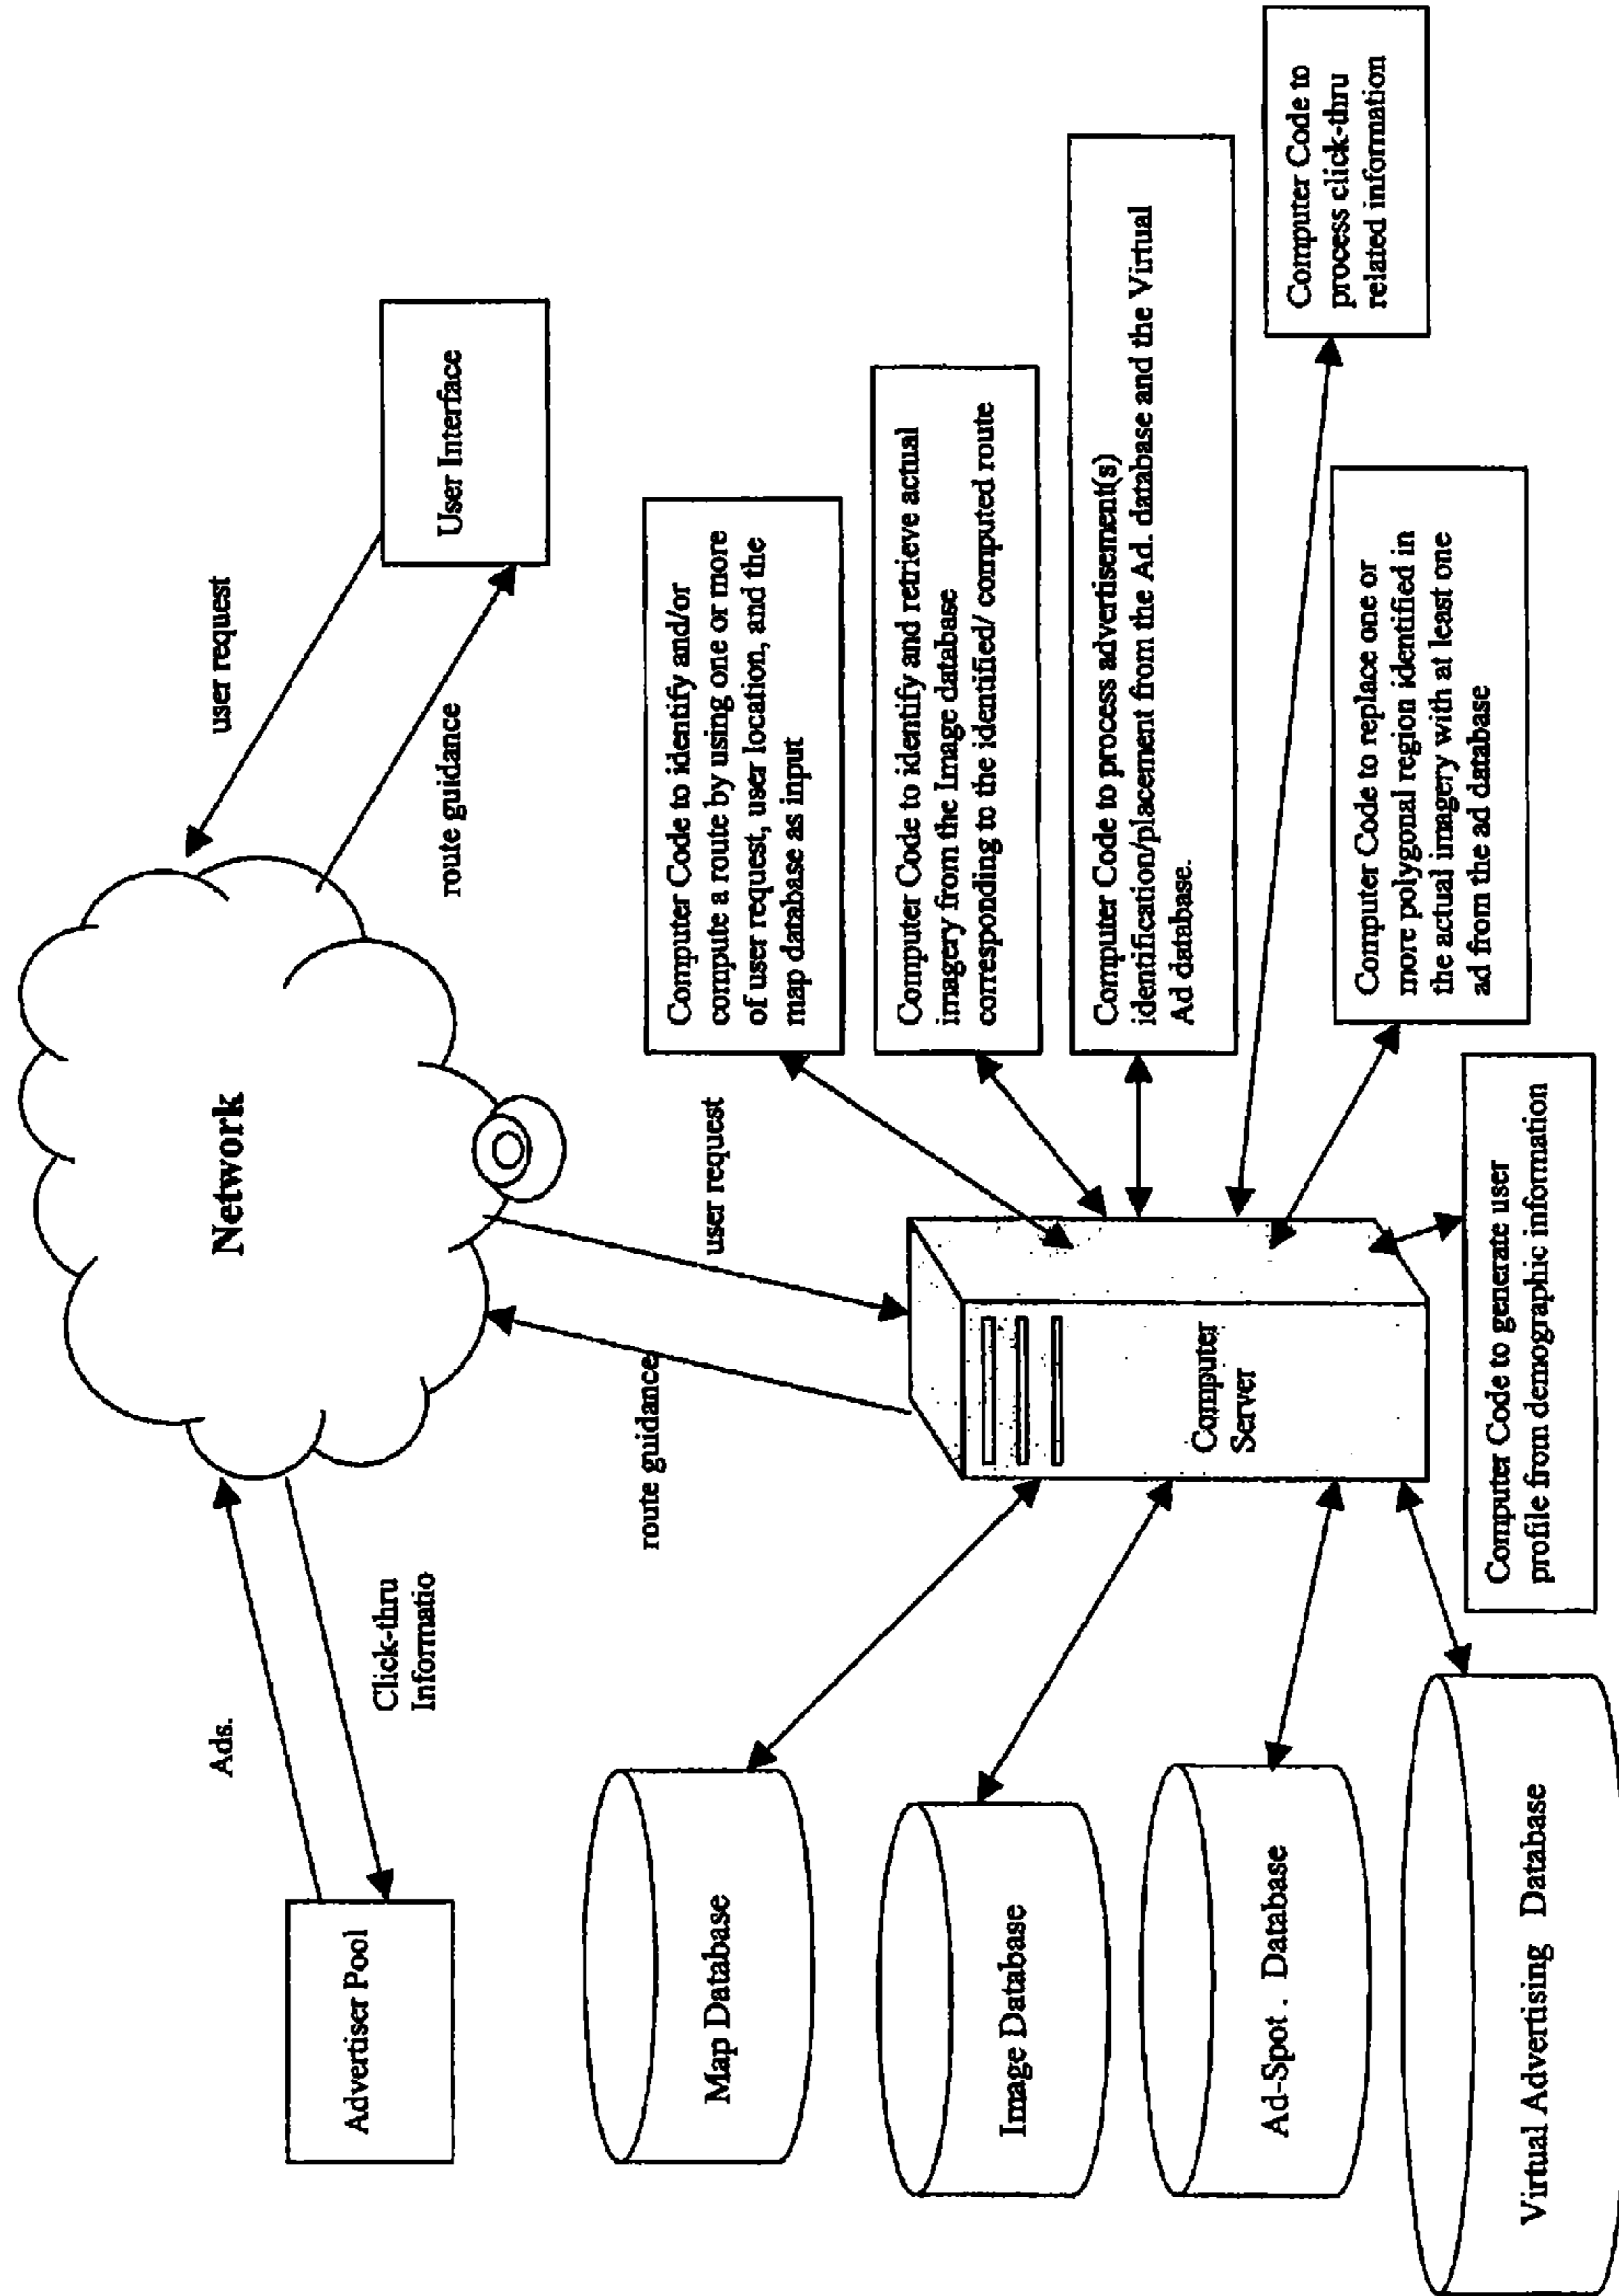 Network
user request
User Interface
route guidance
Ads.
Advertiser Pool
Click-thru
Informatio
user request
route guidance
Computer
Server
Map Database
Image Database
Ad-Spot . Database
Virtual Advertising Database
Computer Code to identify and/or
compute a route by using one or more
of user request, user location, and the
map database as input
Computer Code to identify and retrieve actual
imagery from the Image database
corresponding to the identified/ computed route
Computer Code to process advertisement(s)
identification/placement from the Ad. database and the Virtual
Ad database.
Computer Code to
process click-thru
related information
Computer Code to replace one or
more polygonal region identified in
the actual imagery with at least one
ad from the ad database
Computer Code to generate user
profile from demographic information